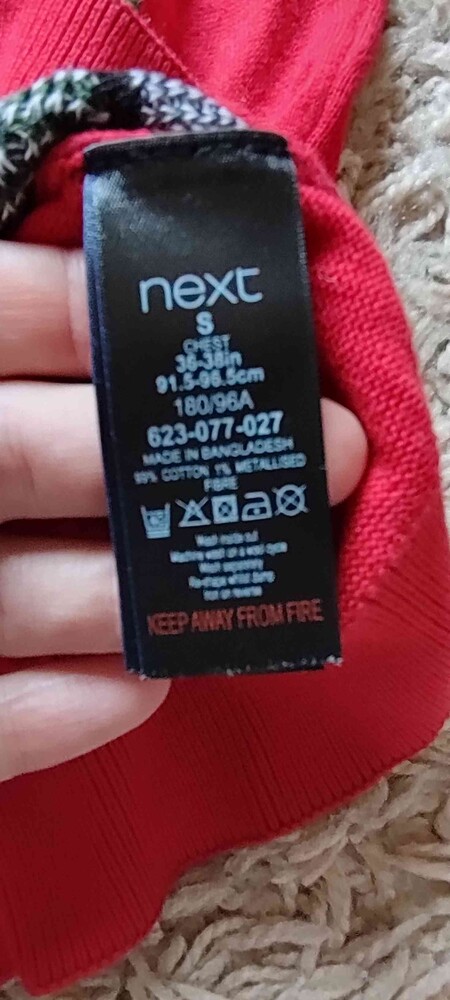 next
S
CHEST
36-38in
91.5-96.5cm
180/96A
623-077-027
MADE IN BANGLADESH
99% COTTON 1% METALLISED
FIBRE
Wash inside out
Machine wash on a wool cycle
Wash separately
Re-shape whilst damp
Iron on reverse
KEEP AWAY FROM FIRE